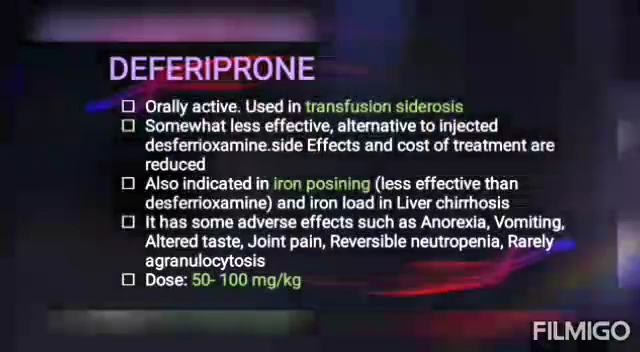 DEFERIPRONE
☐ Orally active. Used in transfusion siderosis
☐ Somewhat less effective, alternative to injected
desferrioxamine.side Effects and cost of treatment are
reduced
☐ Also indicated in iron posining (less effective than
desferrioxamine) and iron load in Liver chirrhosis
☐ It has some adverse effects such as Anorexia, Vomiting,
Altered taste, Joint pain, Reversible neutropenia, Rarely
agranulocytosis
☐ Dose: 50- 100 mg/kg
FILMIGO